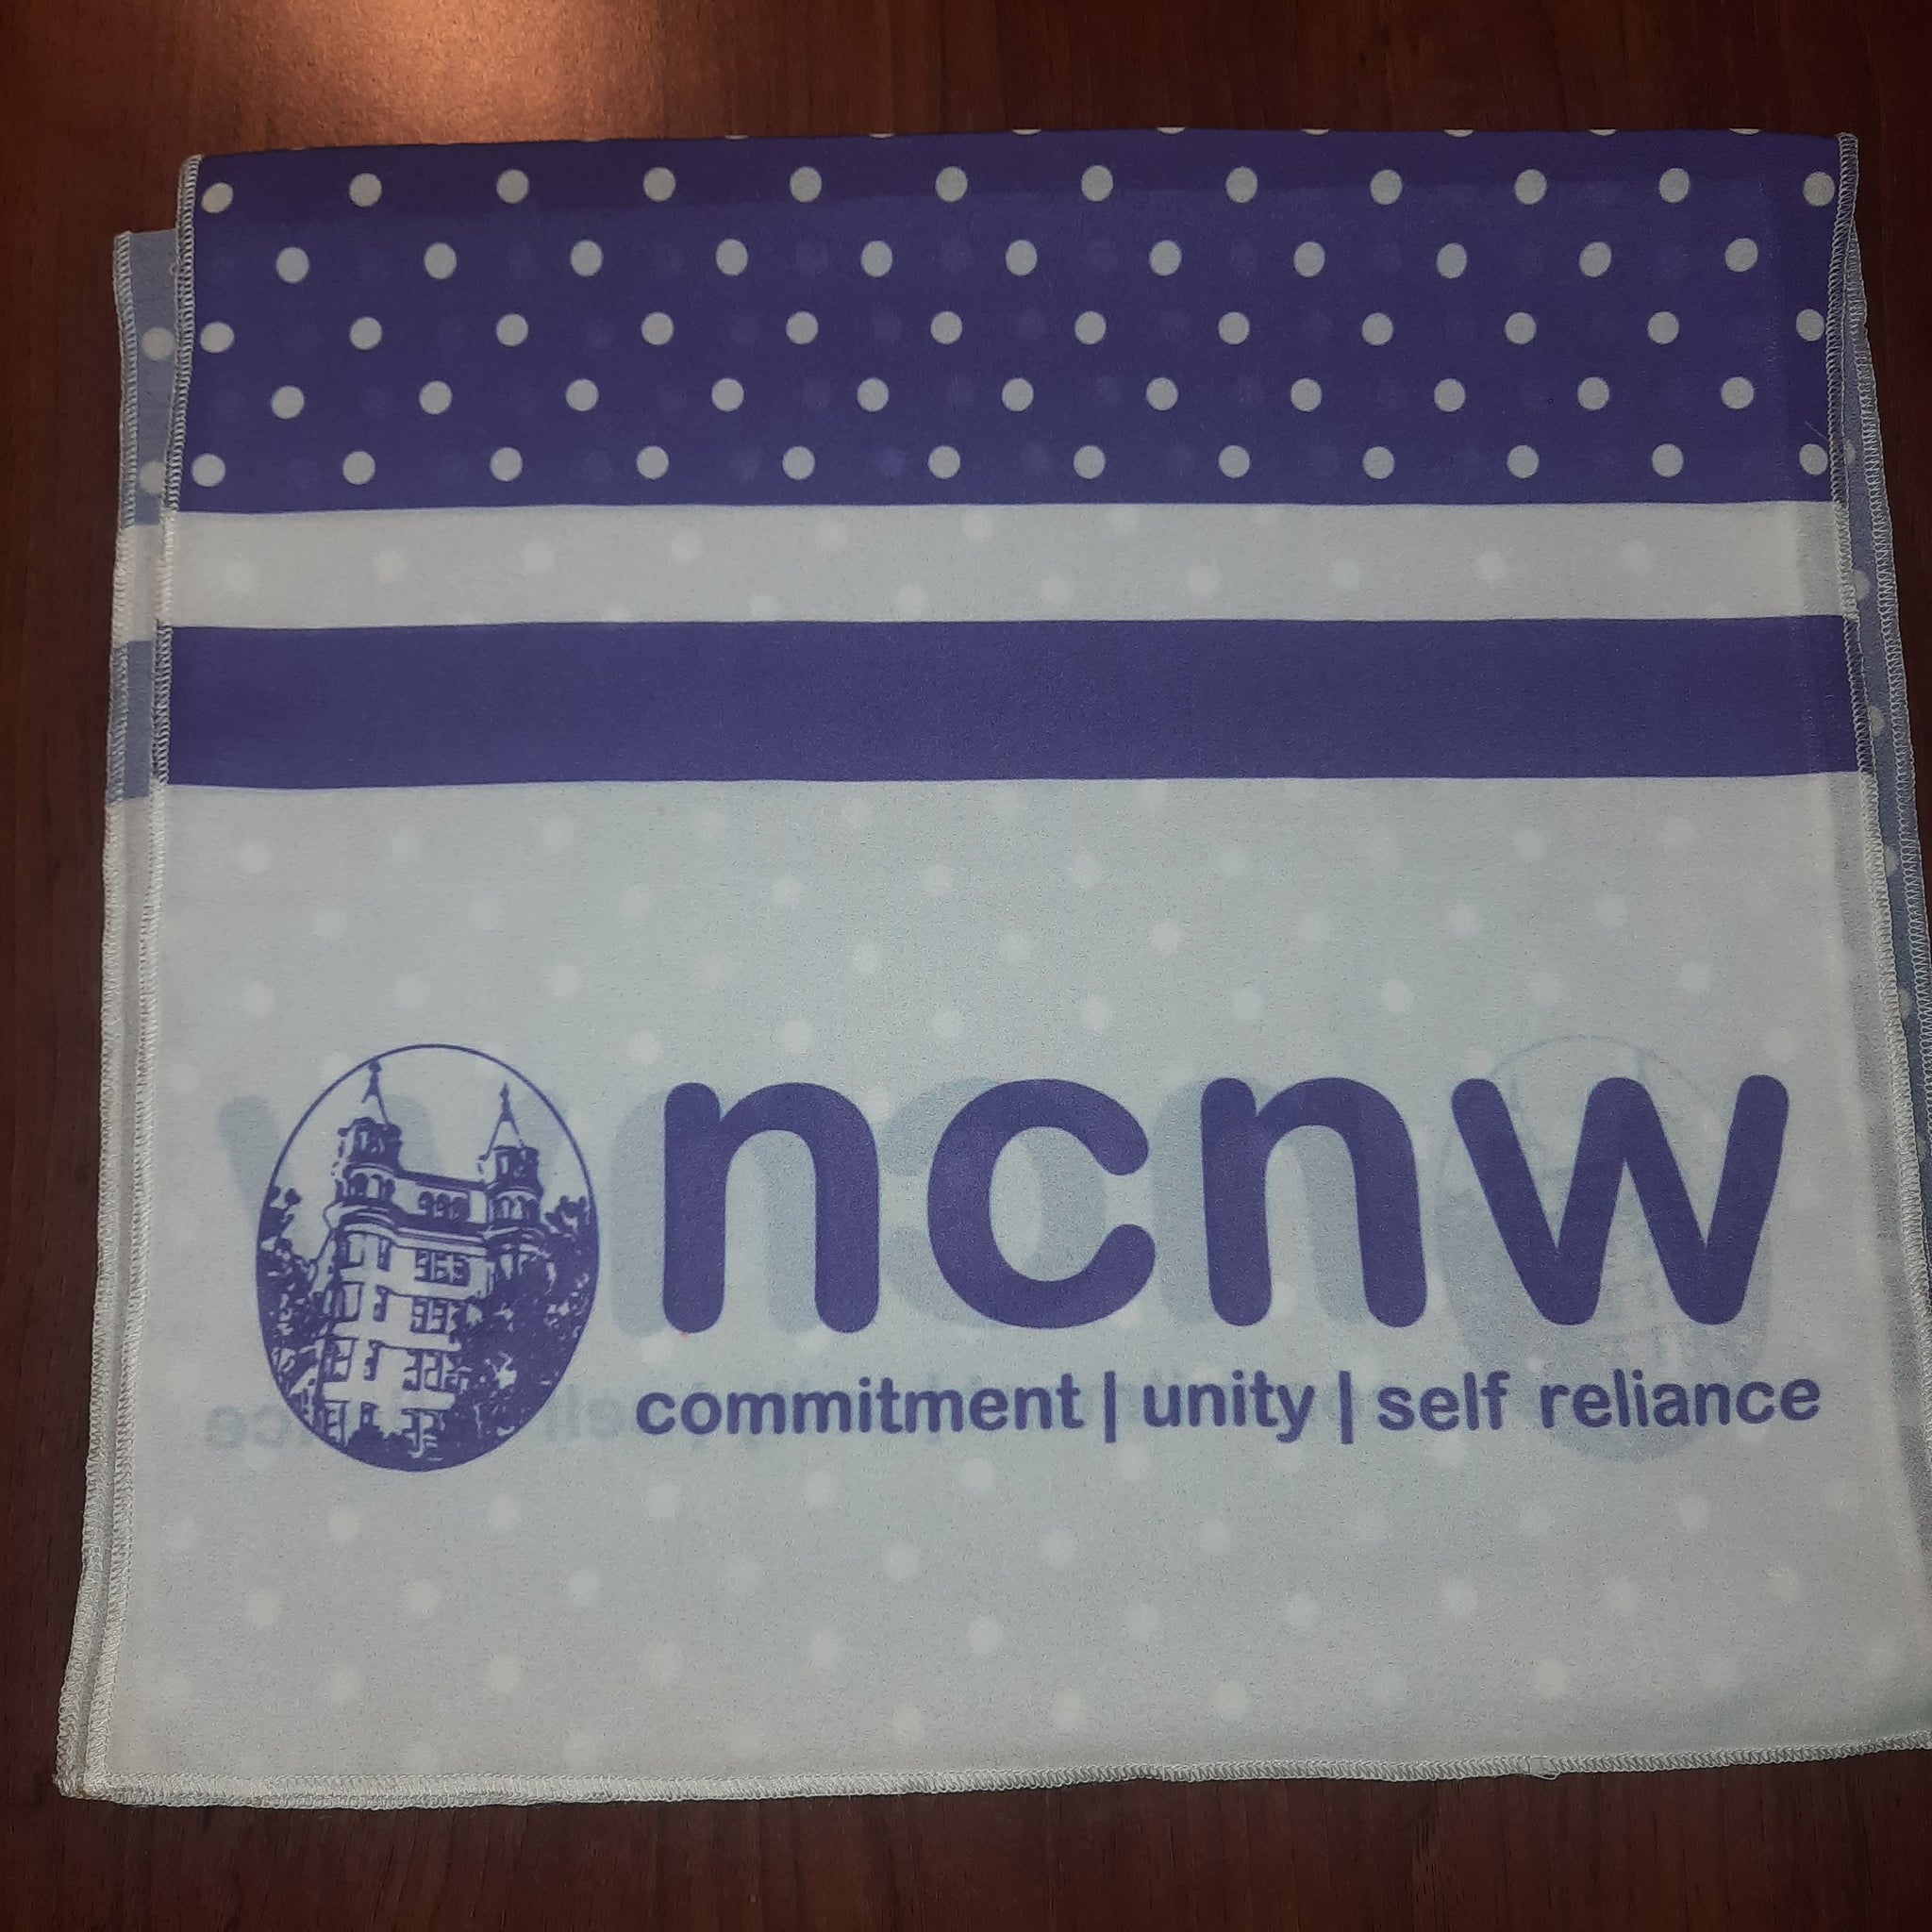 ncnw
commitment | unity | self reliance